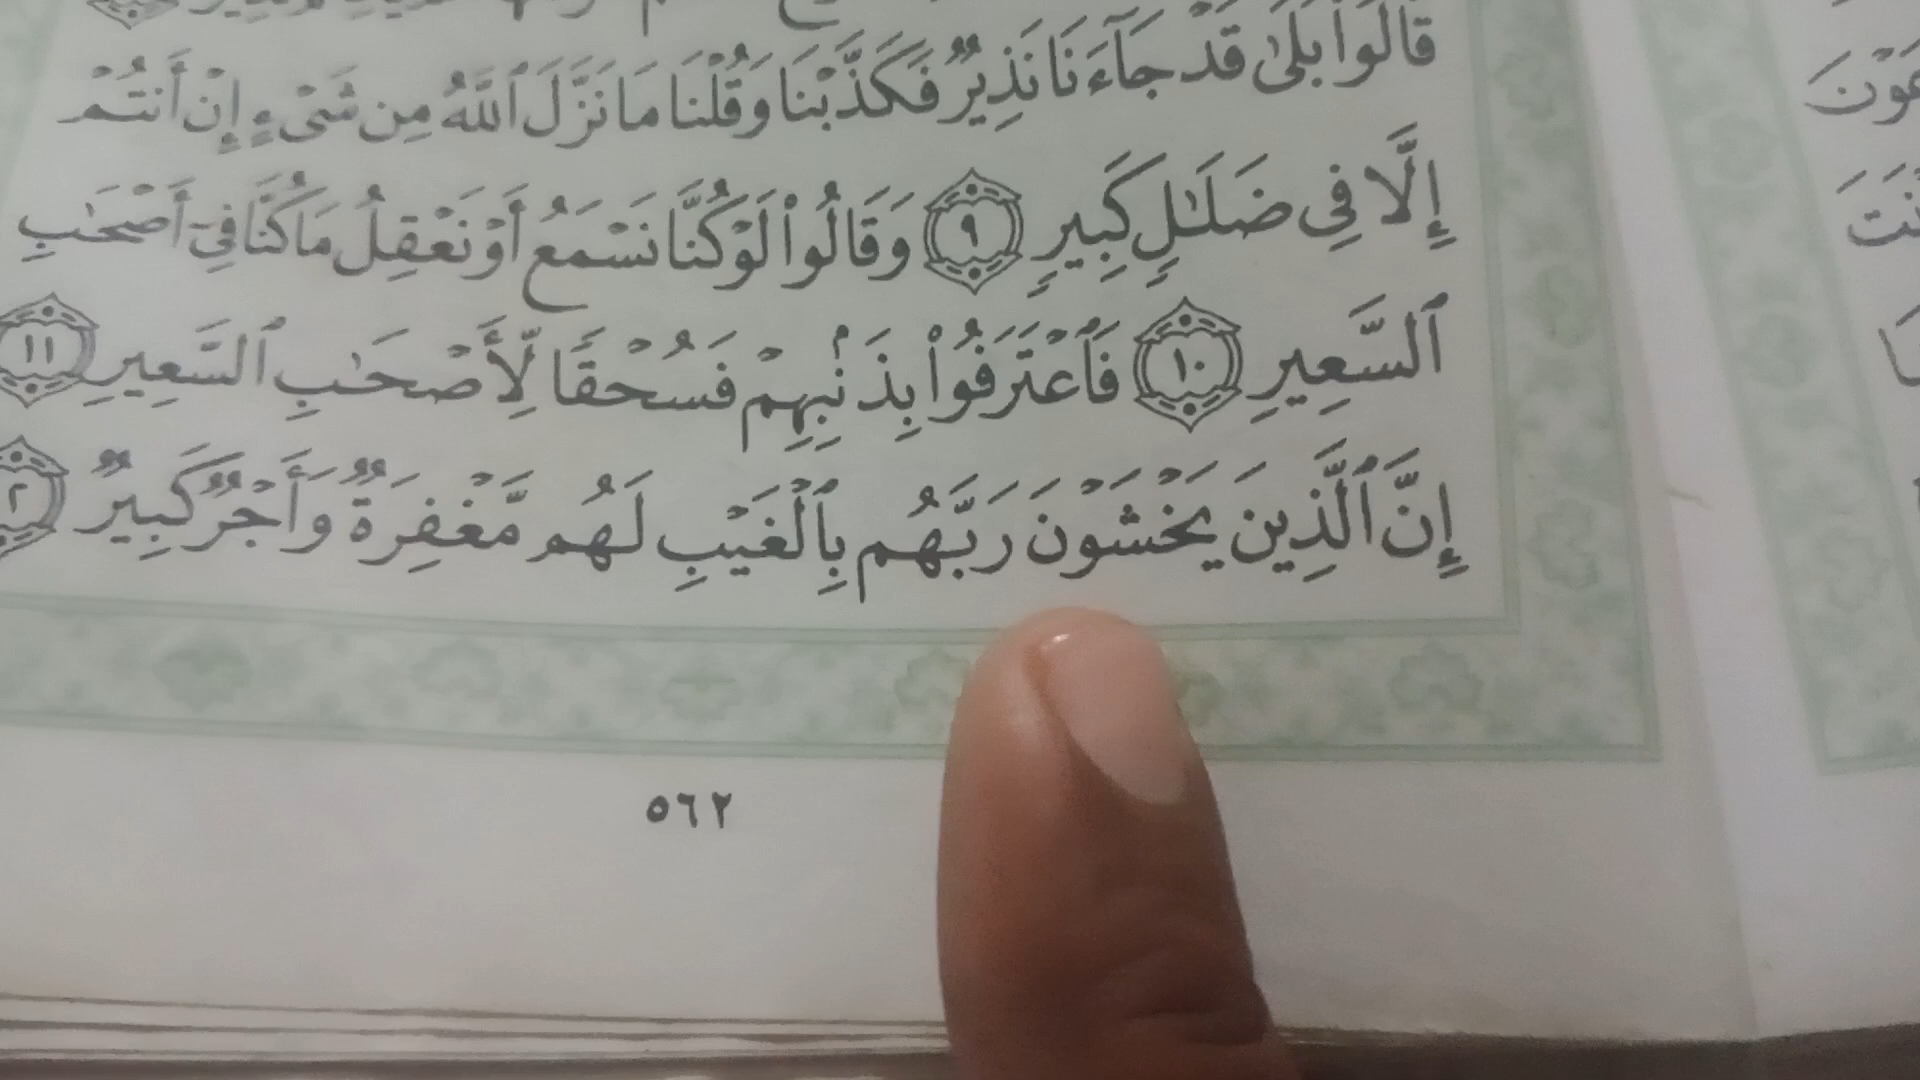 قَالُواْ بَلَىٰ قَدْ جَآءَنَا نَذِيرٌ فَكَذَّبْنَا وَقُلْنَا مَا نَزَّلَ ٱللَّهُ مِن شَىْءٍ إِنْ أَنتُمْ
إِلَّا فِى ضَلَـٰلٍ كَبِيرٍ ٩ وَقَالُواْ لَوْ كُنَّا نَسْمَعُ أَوْ نَعْقِلُ مَا كُنَّا فِىٓ أَصْحَـٰبِ
ٱلسَّعِيرِ ١٠ فَٱعْتَرَفُواْ بِذَنۢبِهِمْ فَسُحْقًا لِّأَصْحَـٰبِ ٱلسَّعِيرِ ١١
إِنَّ ٱلَّذِينَ يَخْشَوْنَ رَبَّهُم بِٱلْغَيْبِ لَهُم مَّغْفِرَةٌ وَأَجْرٌ كَبِيرٌ
٥٦٢